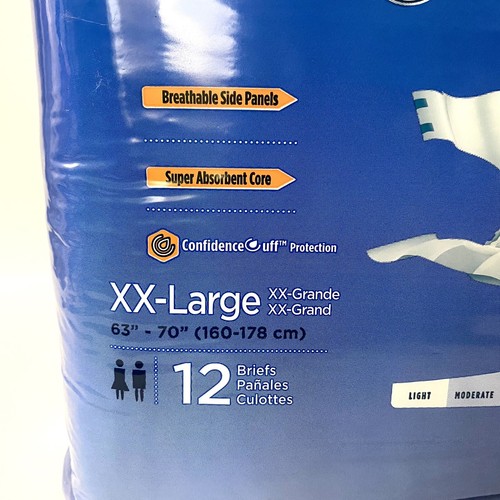 Breathable Side Panels
Super Absorbent Core
ConfidenceCuff™ Protection
XX-Large
XX-Grande
XX-Grand
63” - 70” (160-178 cm)
12
Briefs
Pañales
Culottes
LIGHT
MODERATE